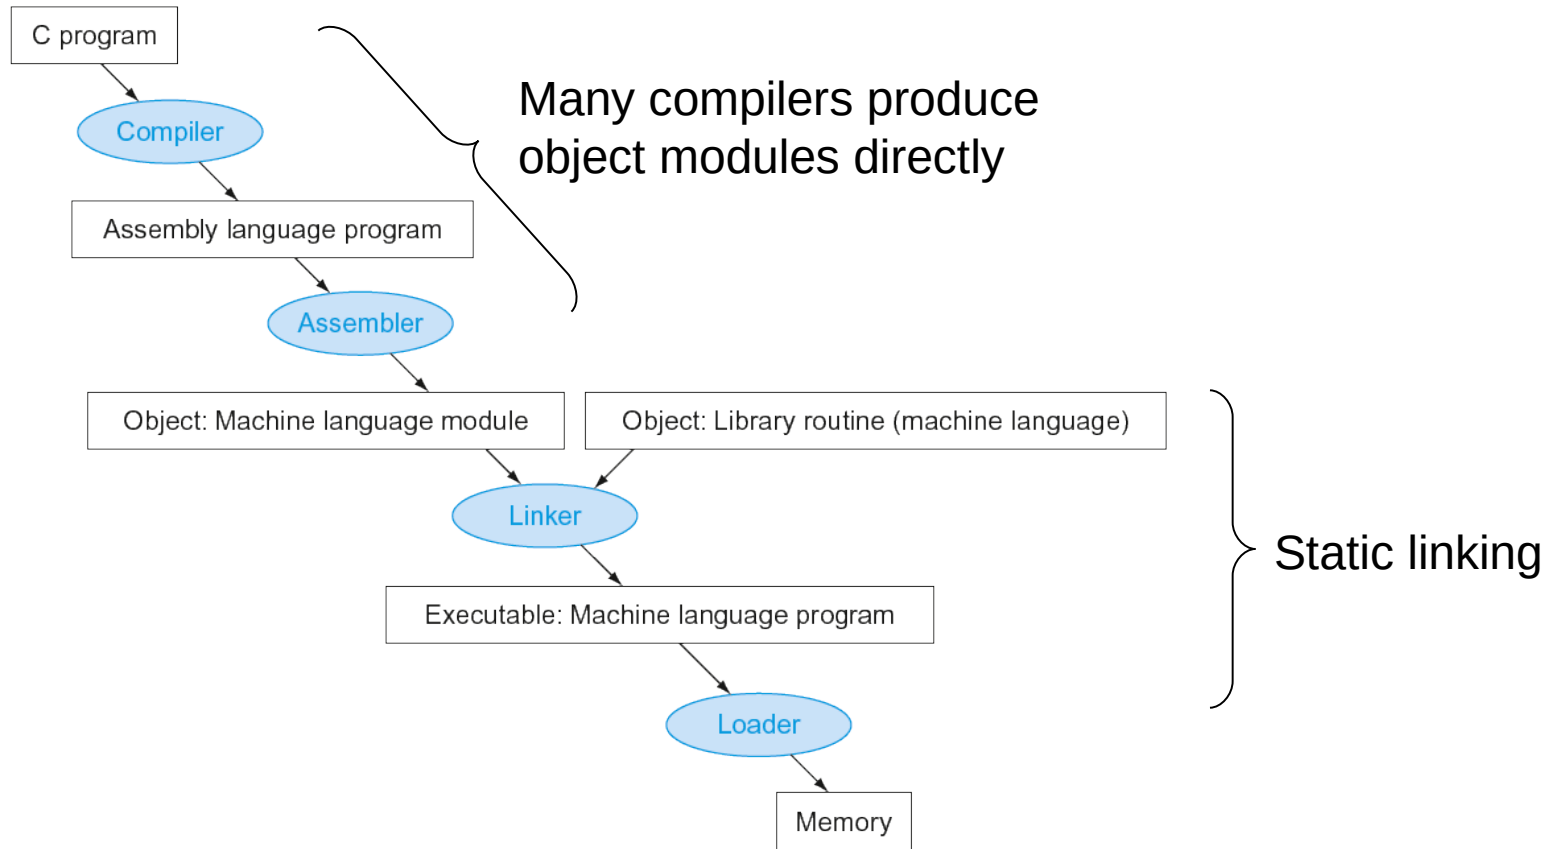 C program
Many compilers produce
object modules directly
Compiler
Assembly language program
Assembler
Object: Machine language module
Object: Library routine (machine language)
Linker
Static linking
Executable: Machine language program
Loader
Memory